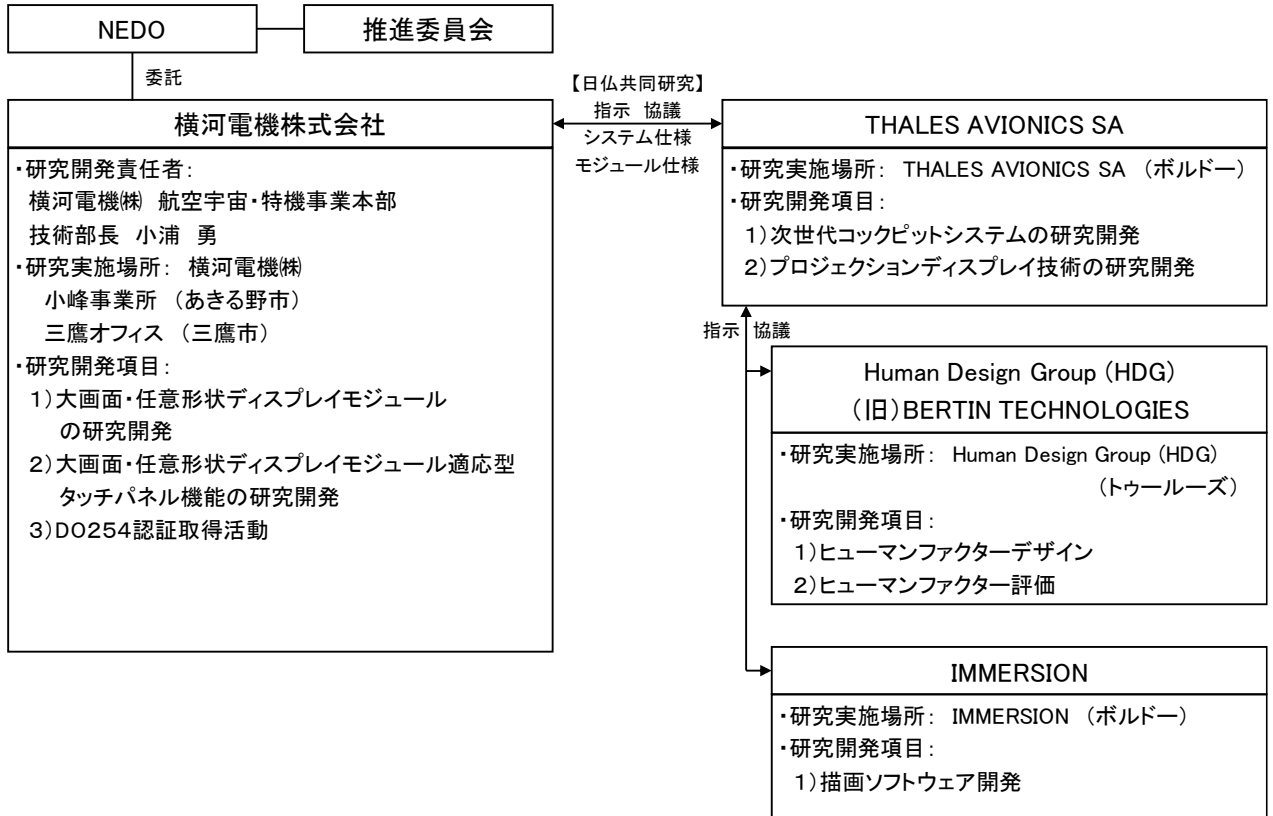 NEDO
推進委員会
委託
横河電機株式会社
・研究開発責任者:
横河電機㈱ 航空宇宙・特機事業本部
技術部長 小浦 勇
・研究実施場所: 横河電機㈱
小峰事業所 (あきる野市)
三鷹オフィス (三鷹市)
・研究開発項目:
1)大画面・任意形状ディスプレイモジュール
の研究開発
2)大画面・任意形状ディスプレイモジュール適応型
タッチパネル機能の研究開発
3)DO254認証取得活動
【日仏共同研究】
指示 協議
システム仕様
モジュール仕様
THALES AVIONICS SA
・研究実施場所: THALES AVIONICS SA (ボルドー)
・研究開発項目:
1)次世代コックピットシステムの研究開発
2)プロジェクションディスプレイ技術の研究開発
指示 協議
Human Design Group (HDG)
(旧)BERTIN TECHNOLOGIES
・研究実施場所: Human Design Group (HDG)
(トゥールーズ)
・研究開発項目:
1)ヒューマンファクターデザイン
2)ヒューマンファクター評価
IMMERSION
・研究実施場所: IMMERSION (ボルドー)
・研究開発項目:
1)描画ソフトウェア開発